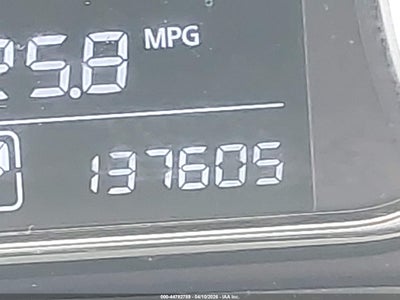 25.8 MPG
137605
000-44792759 - 04/10/2026 - IAA Inc.